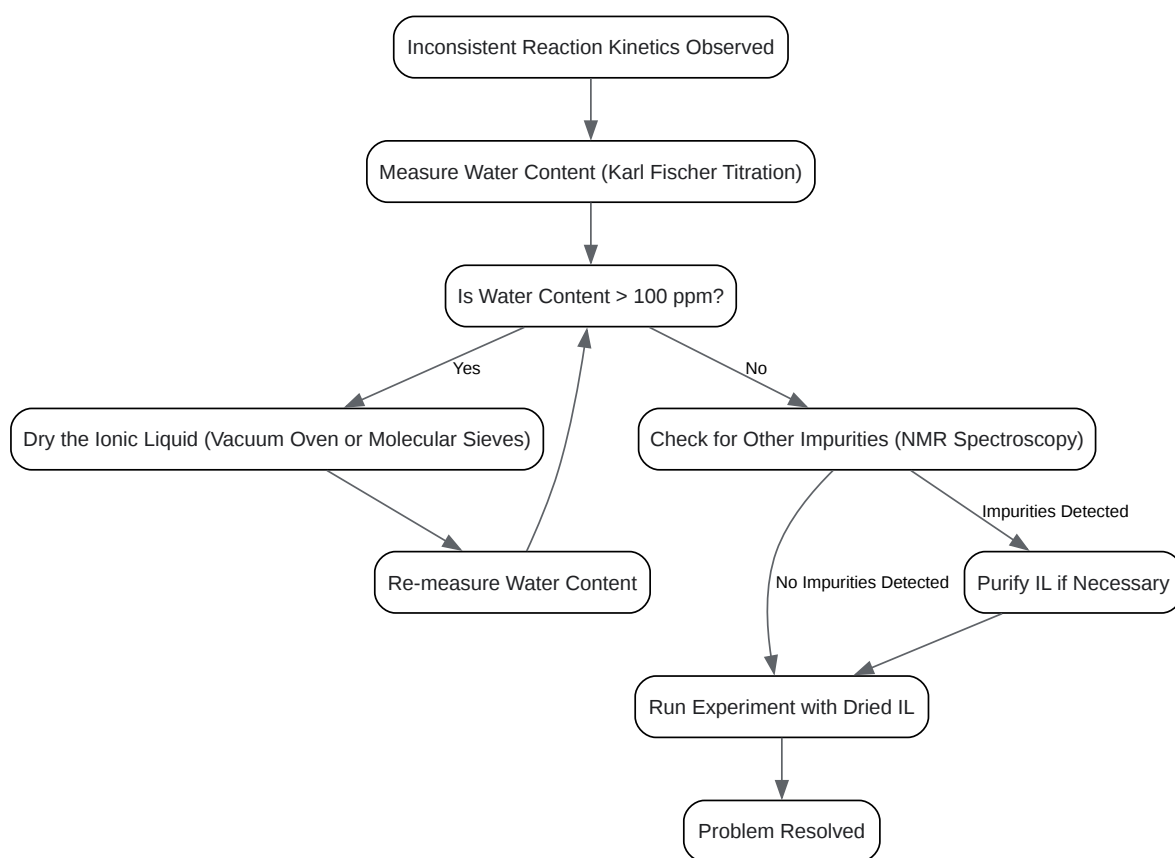 Inconsistent Reaction Kinetics Observed
Measure Water Content (Karl Fischer Titration)
Is Water Content > 100 ppm?
Yes
No
Dry the Ionic Liquid (Vacuum Oven or Molecular Sieves)
Check for Other Impurities (NMR Spectroscopy)
Impurities Detected
Re-measure Water Content
No Impurities Detected
Purify IL if Necessary
Run Experiment with Dried IL
Problem Resolved